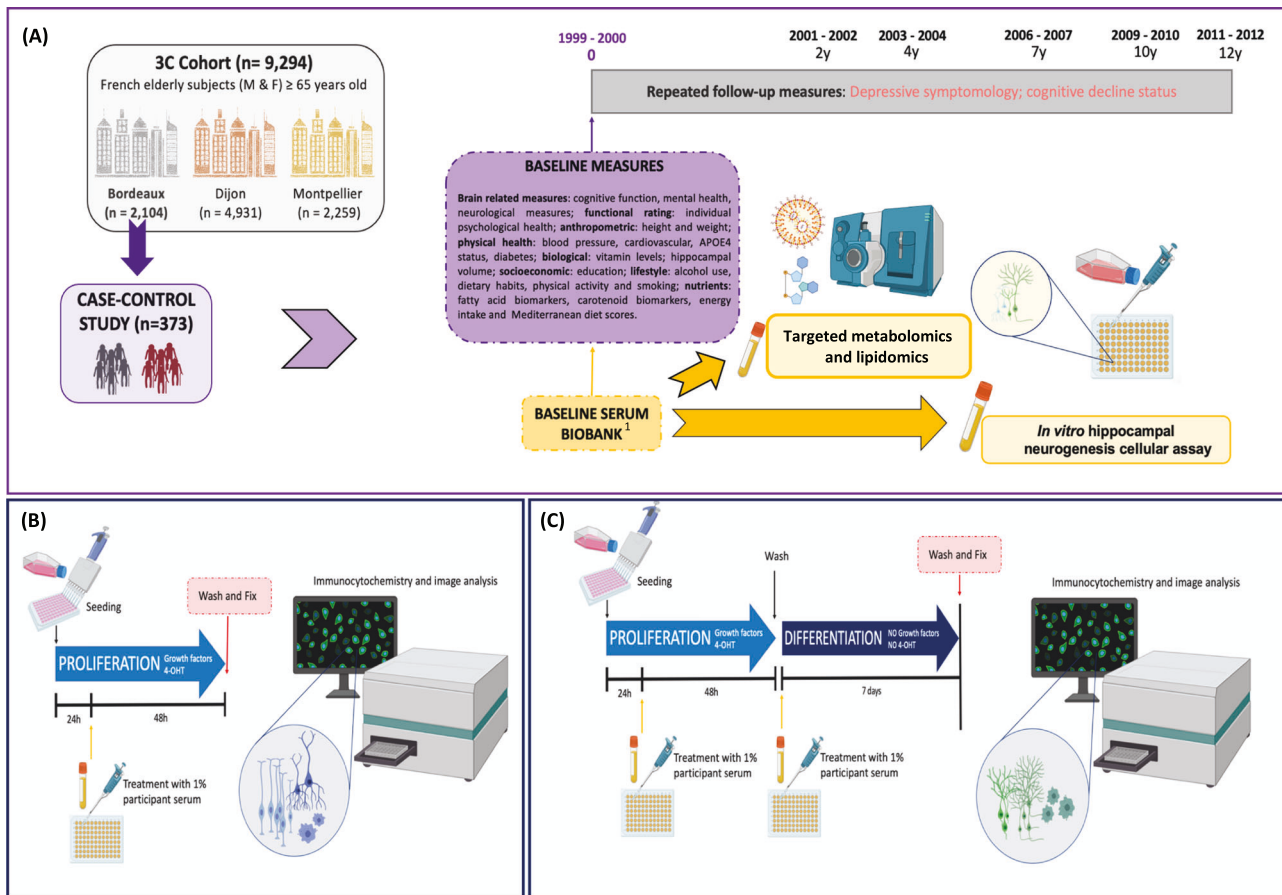 (A)
3C Cohort (n= 9,294)
French elderly subjects (M & F) ≥ 65 years old
Bordeaux
(n = 2,104)
Dijon
(n = 4,931)
Montpellier
(n = 2,259)
CASE-CONTROL
STUDY (n=373)
1999 - 2000
0
2001 - 2002
2y
2003 - 2004
4y
2006 - 2007
7y
2009 - 2010
10y
2011 - 2012
12y
Repeated follow-up measures: Depressive symptomology; cognitive decline status
BASELINE MEASURES
Brain related measures: cognitive function, mental health,
neurological measures; functional rating: individual
psychological health; anthropometric: height and weight;
physical health: blood pressure, cardiovascular, APOE4
status, diabetes; biological: vitamin levels; hippocampal
volume; socioeconomic: education; lifestyle: alcohol use,
dietary habits, physical activity and smoking; nutrients:
fatty acid biomarkers, carotenoid biomarkers, energy
intake and Mediterranean diet scores.
BASELINE SERUM
BIOBANK1
Targeted metabolomics
and lipidomics
In vitro hippocampal
neurogenesis cellular assay
(B)
Seeding
Wash and Fix
Immunocytochemistry and image analysis
PROLIFERATION Growth factors
4-OHT
24h
48h
Treatment with 1%
participant serum
(C)
Seeding
Wash
Wash and Fix
Immunocytochemistry and image analysis
PROLIFERATION Growth factors
4-OHT
DIFFERENTIATION NO Growth factors
NO 4-OHT
24h
48h
7 days
Treatment with 1%
participant serum
Treatment with 1%
participant serum